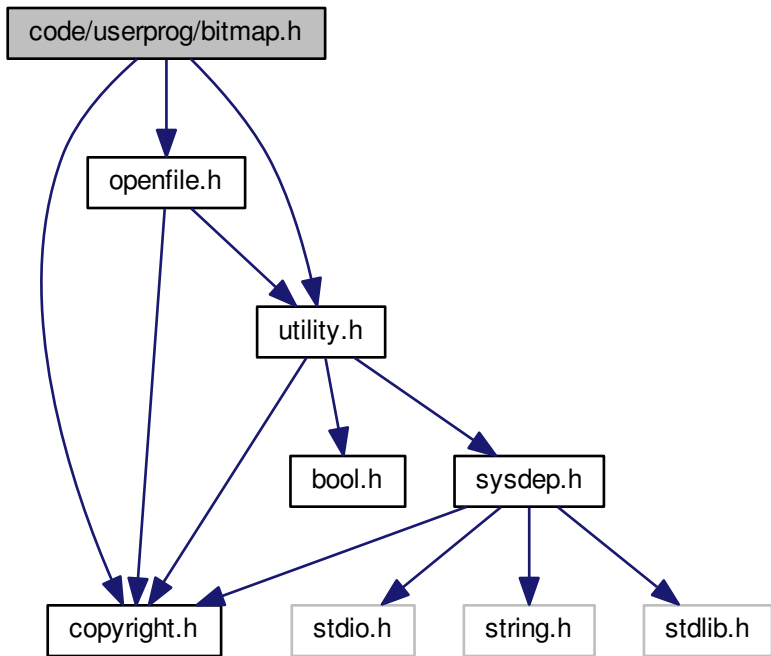 code/userprog/bitmap.h
openfile.h
utility.h
bool.h
sysdep.h
copyright.h
stdio.h
string.h
stdlib.h